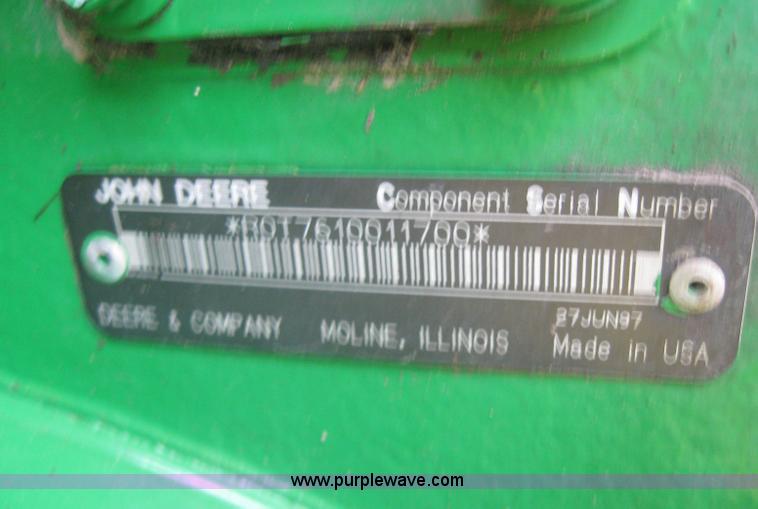 JOHN DEERE Component Serial Number
*R0T7610011700*
27JUN97
DEERE & COMPANY MOLINE, ILLINOIS Made in USA
www.purplewave.com